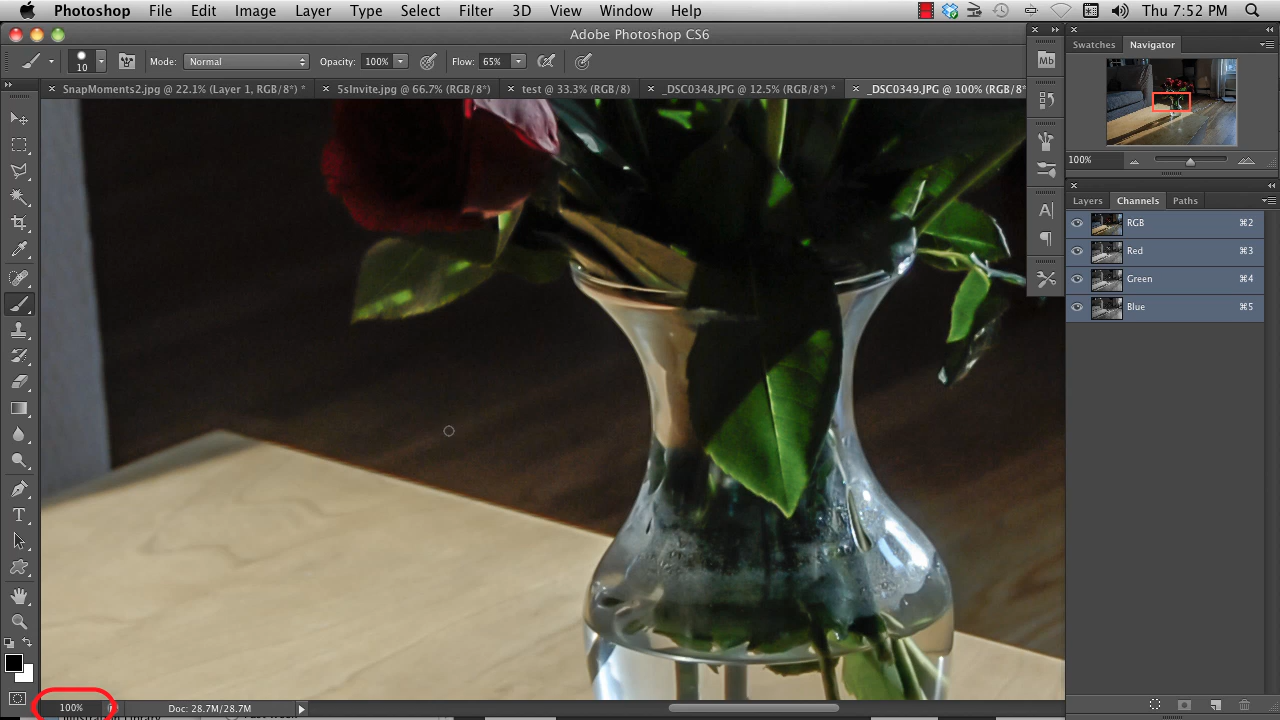 Photoshop File Edit Image Layer Type Select Filter 3D View Window Help Thu 7:52 PM
Adobe Photoshop CS6
10 Mode: Normal Opacity: 100% Flow: 65%
SnapMoments2.jpg @ 22.1% (Layer 1, RGB/8*) * 5sInvite.jpg @ 66.7% (RGB/ test @ 33.3% (RGB/8) _DSC0348.JPG @ 12.5% (RGB/8*) * _DSC0349.JPG @ 100% (RGB/8*
Mb
Swatches Navigator
100%
Layers Channels Paths
RGB ⌘2
Red ⌘3
Green ⌘4
Blue ⌘5
100% Doc: 28.7M/28.7M